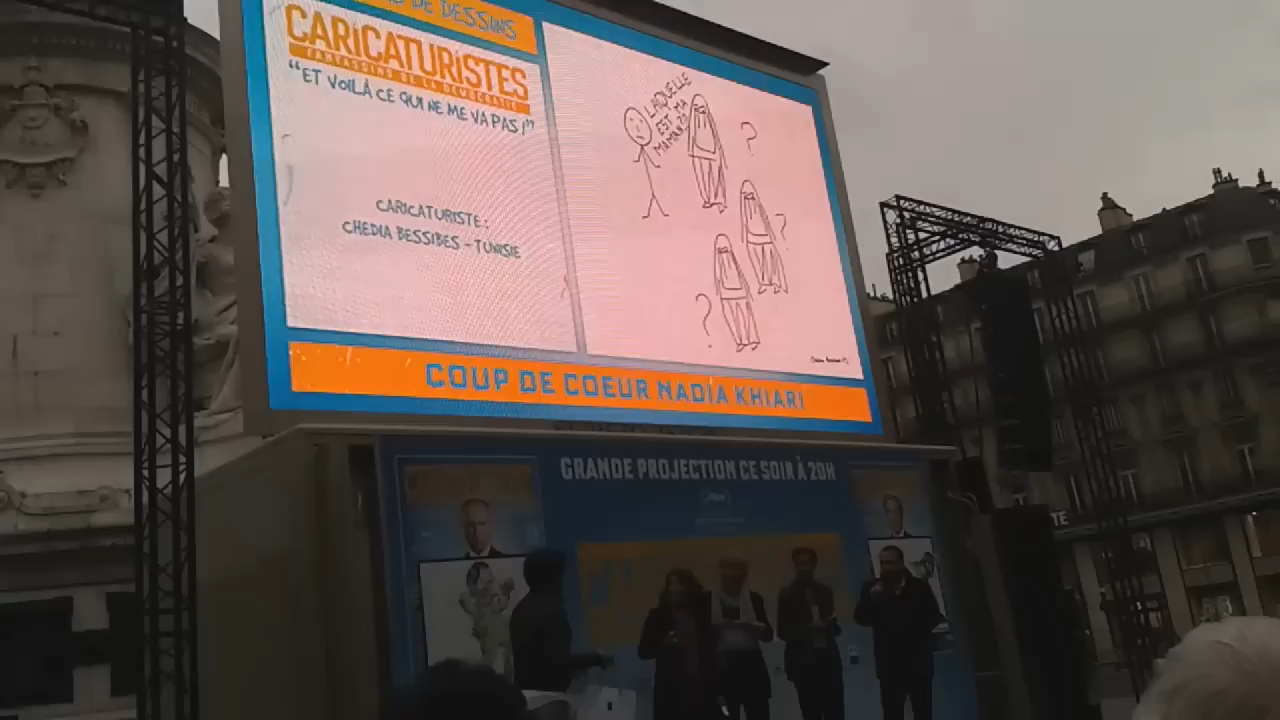 DE DESSINS
CARiCATURiSTES
FANTASSINS DE LA DÉMOCRATIE
"ET VOILÀ CE QUI NE ME VA PAS !"
CARICATURISTE :
CHEDIA BESSIBES - TUNISIE
LAQUELLE
EST MA
MAMAN ??
?
?
?
COUP DE COEUR NADIA KHIARI
GRANDE PROJECTION CE SOIR À 20H
TE